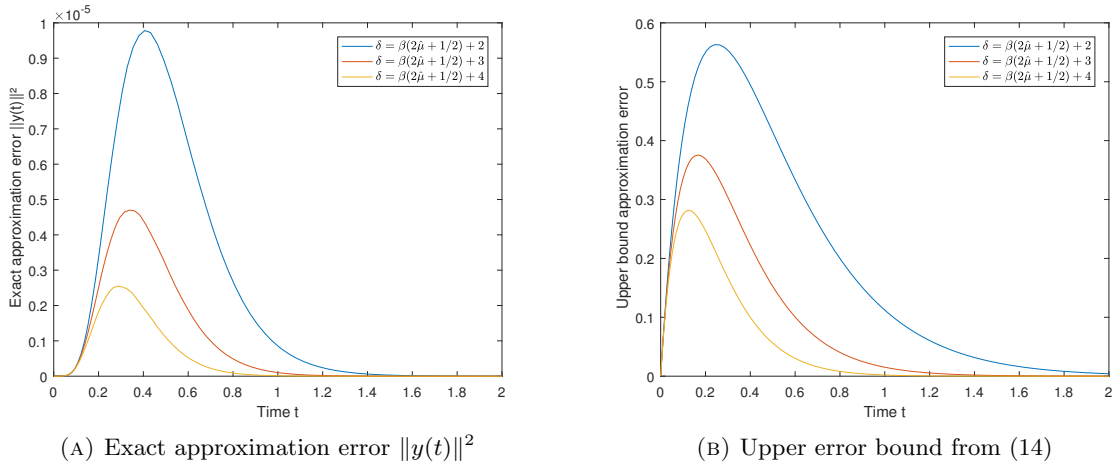 ×10^{-5}
1
0.9
0.8
0.7
0.6
0.5
0.4
0.3
0.2
0.1
0
Exact approximation error ||y(t)||²
δ = β(2μ̂ + 1/2) + 2
δ = β(2μ̂ + 1/2) + 3
δ = β(2μ̂ + 1/2) + 4
0 0.2 0.4 0.6 0.8 1 1.2 1.4 1.6 1.8 2
Time t
(A) Exact approximation error ‖y(t)‖²
0.6
0.5
0.4
0.3
0.2
0.1
0
Upper bound approximation error
δ = β(2μ̂ + 1/2) + 2
δ = β(2μ̂ + 1/2) + 3
δ = β(2μ̂ + 1/2) + 4
0 0.2 0.4 0.6 0.8 1 1.2 1.4 1.6 1.8 2
Time t
(B) Upper error bound from (14)